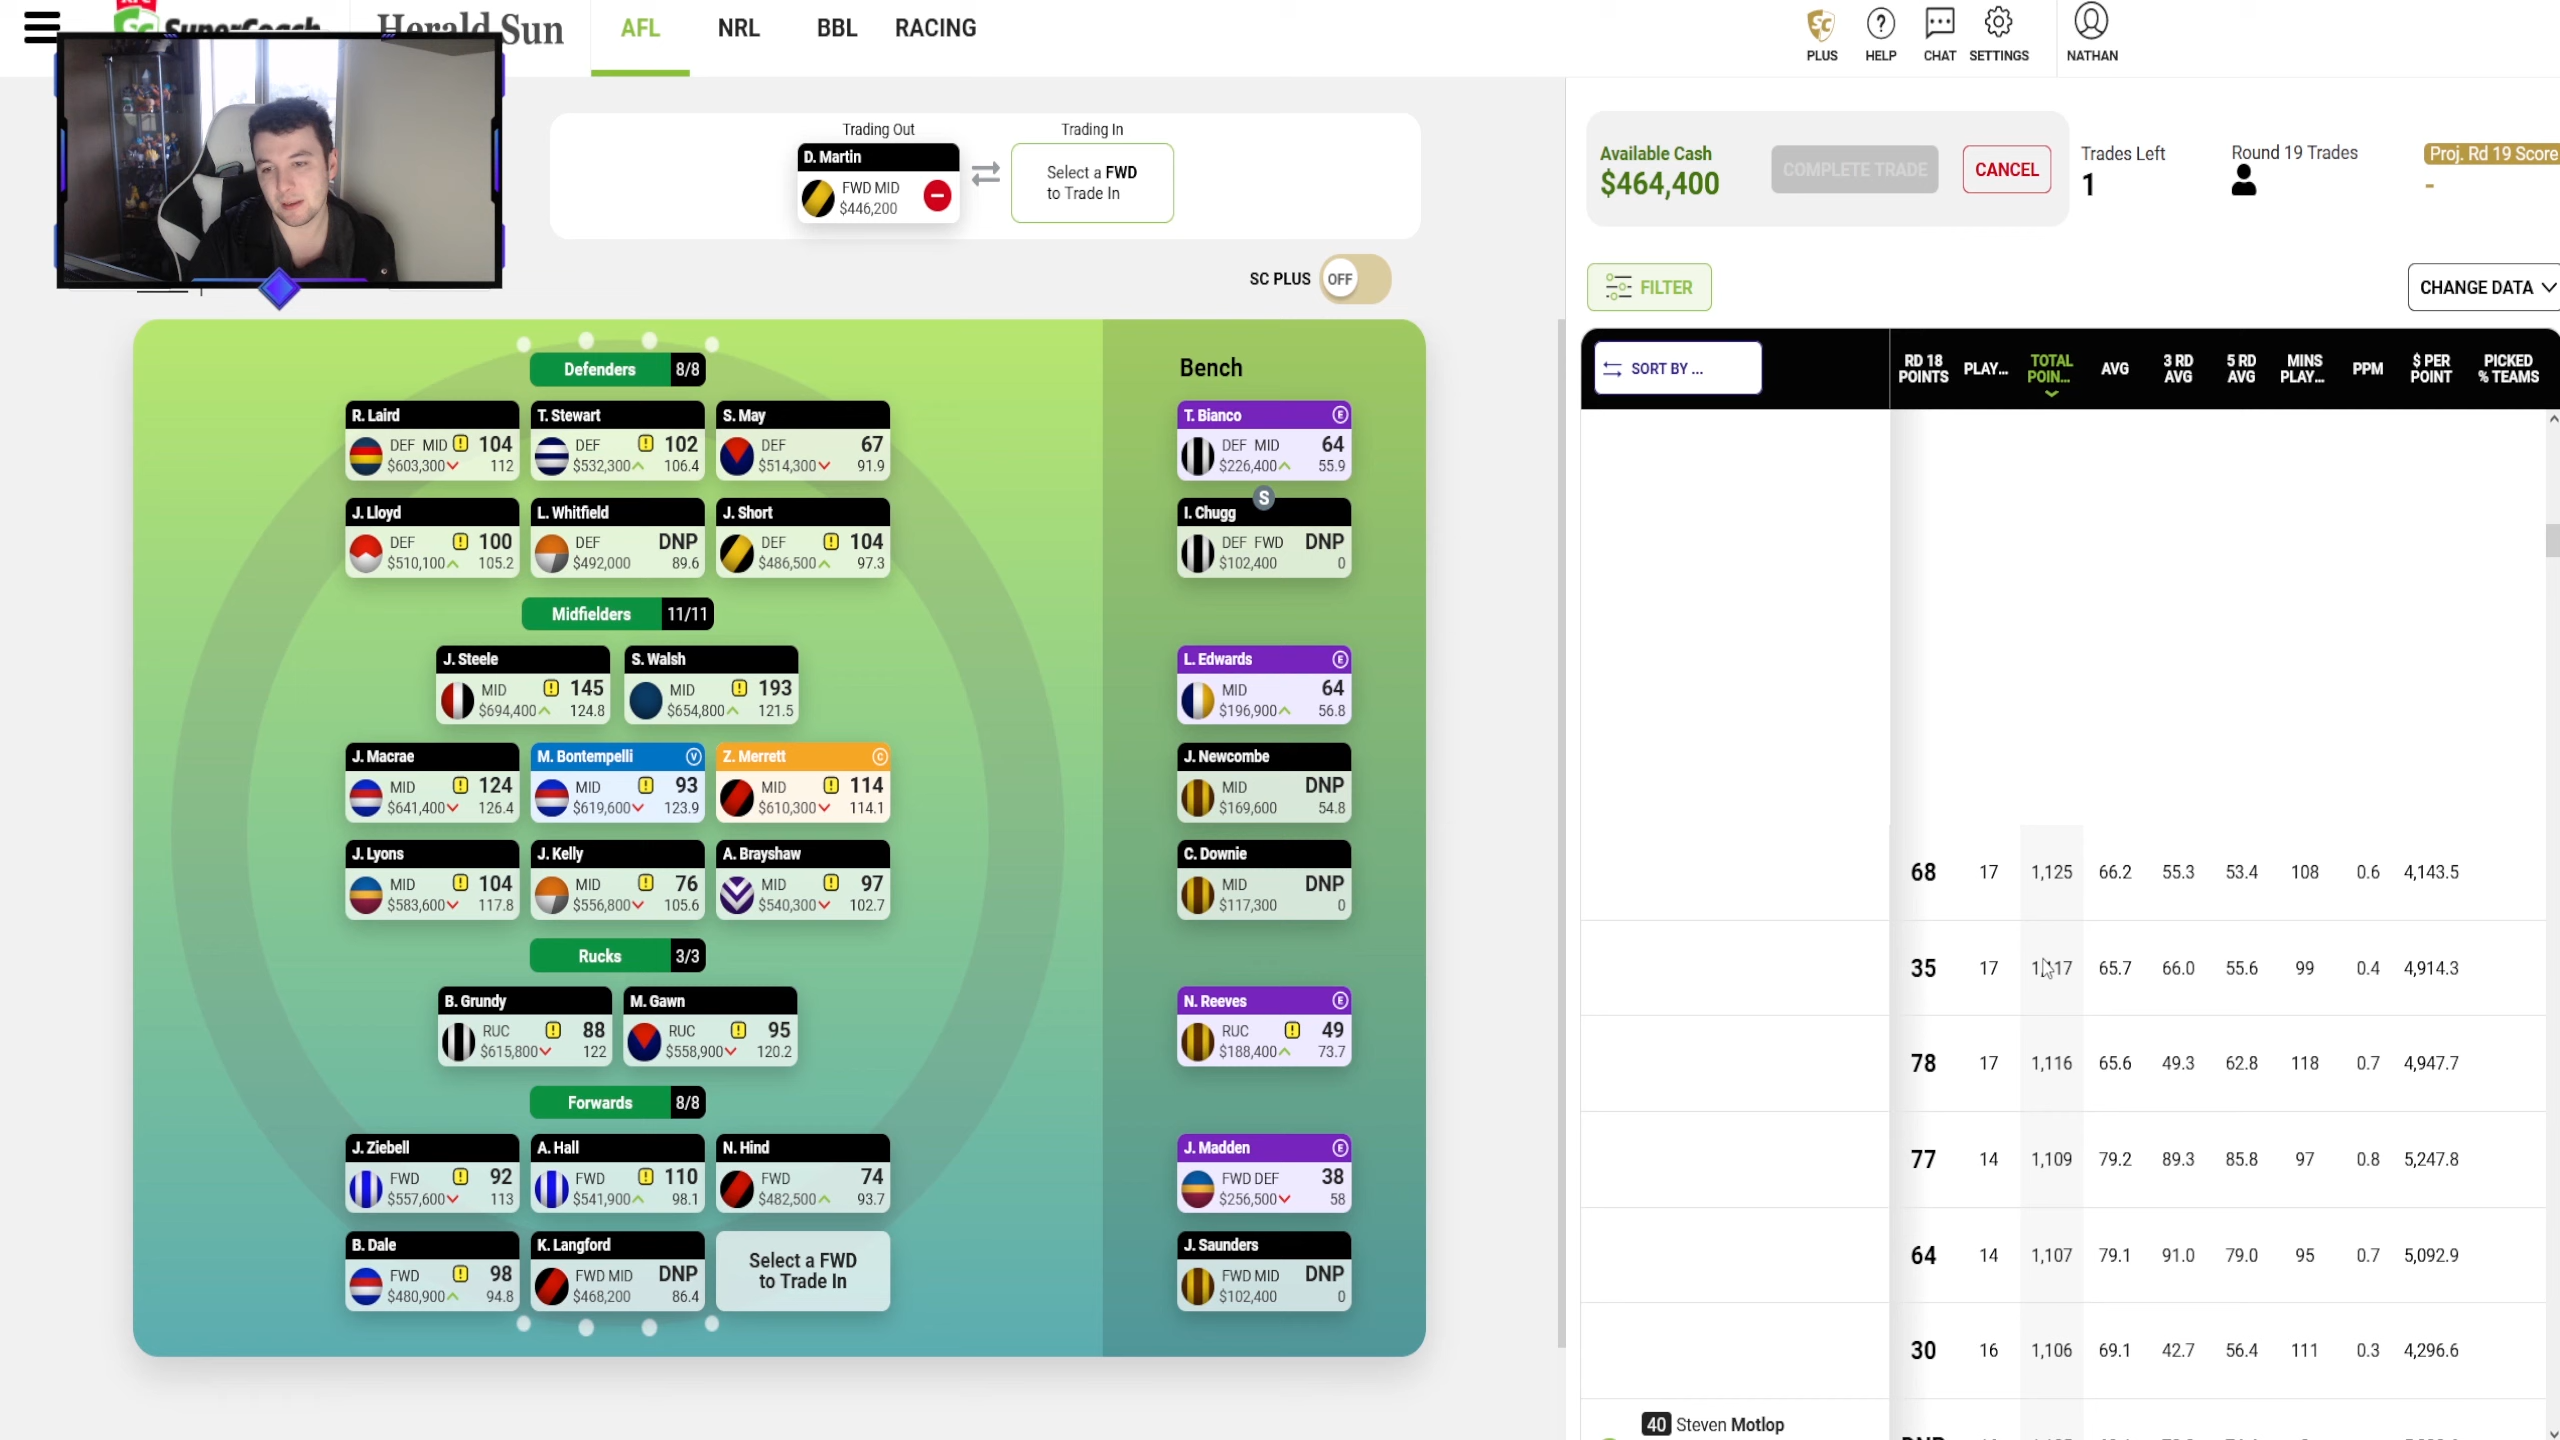 SuperCoach
Herald Sun
AFL NRL BBL RACING
PLUS HELP CHAT SETTINGS NATHAN
Trading Out Trading In
D. Martin
FWD MID
$446,200
Select a FWD
to Trade In
Available Cash
$464,400
COMPLETE TRADE CANCEL
Trades Left
1
Round 19 Trades
Proj. Rd 19 Score
-
SC PLUS OFF
FILTER
CHANGE DATA
SORT BY ...
RD 18 POINTS PLAY... TOTAL POIN... AVG 3 RD AVG 5 RD AVG MINS PLAY... PPM $ PER POINT PICKED % TEAMS
Defenders 8/8
Bench
R. Laird T. Stewart S. May T. Bianco E
DEF MID ! 104 DEF ! 102 DEF 67 DEF MID 64
$603,300 112 $532,300 106.4 $514,300 91.9 $226,400 55.9
S
J. Lloyd L. Whitfield J. Short I. Chugg
DEF ! 100 DEF DNP DEF ! 104 DEF FWD DNP
$510,100 105.2 $492,000 89.6 $486,500 97.3 $102,400 0
Midfielders 11/11
J. Steele S. Walsh L. Edwards E
MID ! 145 MID ! 193 MID 64
$694,400 124.8 $654,800 121.5 $196,900 56.8
J. Macrae M. Bontempelli V Z. Merrett C J. Newcombe
MID ! 124 MID ! 93 MID ! 114 MID DNP
$641,400 126.4 $619,600 123.9 $610,300 114.1 $169,600 54.8
J. Lyons J. Kelly A. Brayshaw C. Downie
MID ! 104 MID ! 76 MID ! 97 MID DNP
$583,600 117.8 $556,800 105.6 $540,300 102.7 $117,300 0
Rucks 3/3
B. Grundy M. Gawn N. Reeves E
RUC ! 88 RUC ! 95 RUC ! 49
$615,800 122 $558,900 120.2 $188,400 73.7
Forwards 8/8
J. Ziebell A. Hall N. Hind J. Madden E
FWD ! 92 FWD ! 110 FWD 74 FWD DEF 38
$557,600 113 $541,900 98.1 $482,500 93.7 $256,500 58
B. Dale K. Langford J. Saunders
FWD ! 98 FWD MID DNP FWD MID DNP
$480,900 94.8 $468,200 86.4 $102,400 0
Select a FWD
to Trade In
68 17 1,125 66.2 55.3 53.4 108 0.6 4,143.5
35 17 65.7 66.0 55.6 99 0.4 4,914.3
78 17 1,116 65.6 49.3 62.8 118 0.7 4,947.7
77 14 1,109 79.2 89.3 85.8 97 0.8 5,247.8
64 14 1,107 79.1 91.0 79.0 95 0.7 5,092.9
30 16 1,106 69.1 42.7 56.4 111 0.3 4,296.6
40 Steven Motlop